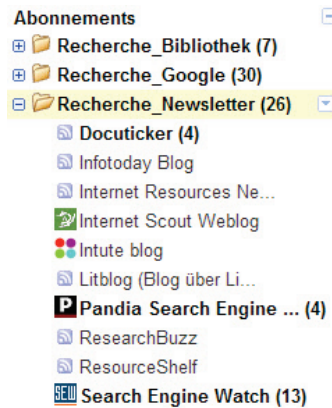 Abonnements
Recherche_Bibliothek (7)
Recherche_Google (30)
Recherche_Newsletter (26)
Docuticker (4)
Infotoday Blog
Internet Resources Ne...
Internet Scout Weblog
Intute blog
Litblog (Blog über Li...
P Pandia Search Engine ... (4)
ResearchBuzz
ResourceShelf
SEW Search Engine Watch (13)